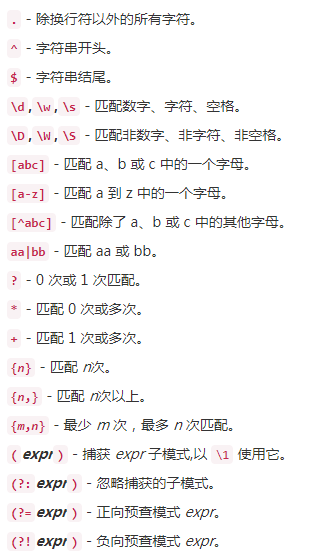 . - 除换行符以外的所有字符。
^ - 字符串开头。
$ - 字符串结尾。
\d,\w,\s - 匹配数字、字符、空格。
\D,\W,\S - 匹配非数字、非字符、非空格。
[abc] - 匹配 a、b 或 c 中的一个字母。
[a-z] - 匹配 a 到 z 中的一个字母。
[^abc] - 匹配除了 a、b 或 c 中的其他字母。
aa|bb - 匹配 aa 或 bb。
? - 0 次或 1 次匹配。
* - 匹配 0 次或多次。
+ - 匹配 1 次或多次。
{n} - 匹配 n次。
{n,} - 匹配 n次以上。
{m,n} - 最少 m 次，最多 n 次匹配。
(expr) - 捕获 expr 子模式,以 \1 使用它。
(?:expr) - 忽略捕获的子模式。
(?=expr) - 正向预查模式 expr。
(?!expr) - 负向预查模式 expr。